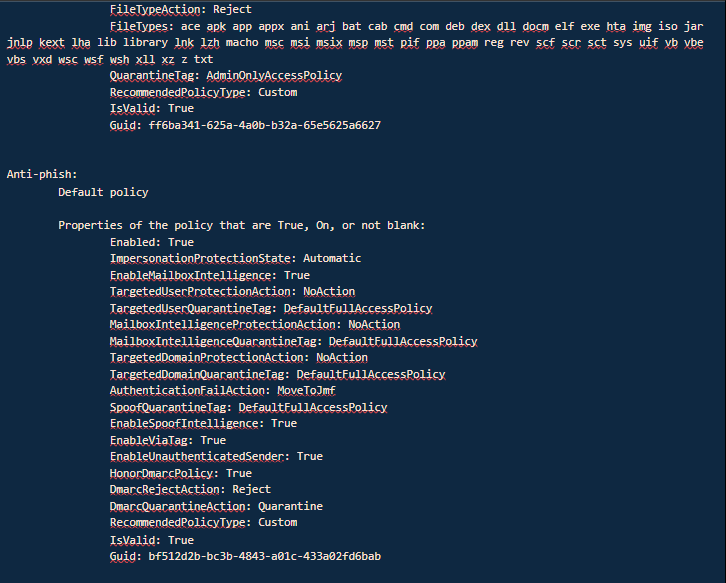 FileTypeAction: Reject
FileTypes: ace apk app appx ani arj bat cab cmd com deb dex dll docm elf exe hta img iso jar
jnlp kext lha lib library lnk lzh macho msc msi msix msp mst pif ppa ppam reg rev scf scr sct sys uif vb vbe
vbs vxd wsc wsf wsh xll xz z txt
QuarantineTag: AdminOnlyAccessPolicy
RecommendedPolicyType: Custom
IsValid: True
Guid: ff6ba341-625a-4a0b-b32a-65e5625a6627
Anti-phish:
Default policy
Properties of the policy that are True, On, or not blank:
Enabled: True
ImpersonationProtectionState: Automatic
EnableMailboxIntelligence: True
TargetedUserProtectionAction: NoAction
TargetedUserQuarantineTag: DefaultFullAccessPolicy
MailboxIntelligenceProtectionAction: NoAction
MailboxIntelligenceQuarantineTag: DefaultFullAccessPolicy
TargetedDomainProtectionAction: NoAction
TargetedDomainQuarantineTag: DefaultFullAccessPolicy
AuthenticationFailAction: MoveToJmf
SpoofQuarantineTag: DefaultFullAccessPolicy
EnableSpoofIntelligence: True
EnableViaTag: True
EnableUnauthenticatedSender: True
HonorDmarcPolicy: True
DmarcRejectAction: Reject
DmarcQuarantineAction: Quarantine
RecommendedPolicyType: Custom
IsValid: True
Guid: bf512d2b-bc3b-4843-a01c-433a02fd6bab